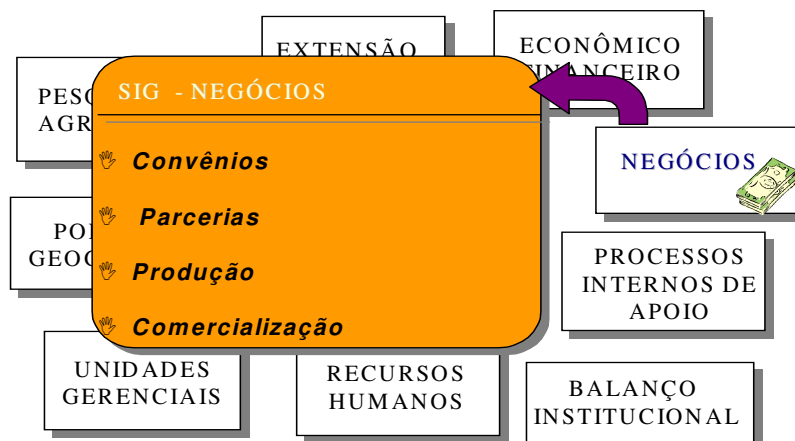 EXTENSÃO
ECONÔMICO
FINANCEIRO
SIG - NEGÓCIOS
Convênios
Parcerias
Produção
Comercialização
NEGÓCIOS
PROCESSOS
INTERNOS DE
APOIO
UNIDADES
GERENCIAIS
RECURSOS
HUMANOS
BALANÇO
INSTITUCIONAL